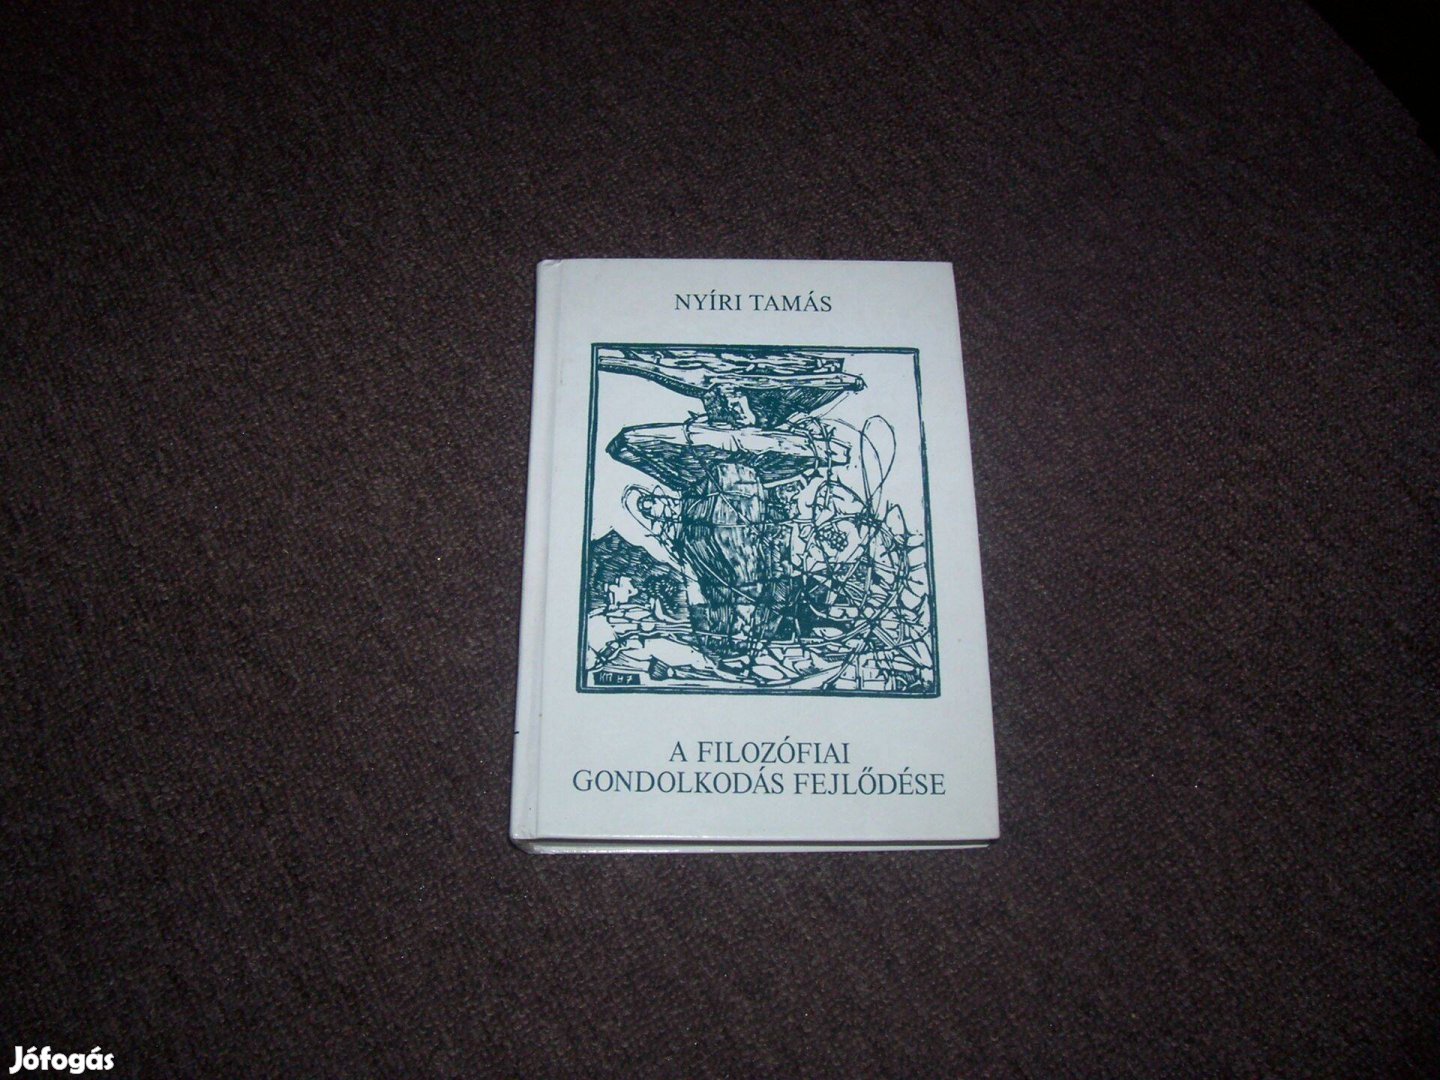 NYÍRI TAMÁS
A FILOZÓFIAI
GONDOLKODÁS FEJLŐDÉSE
Jófogás